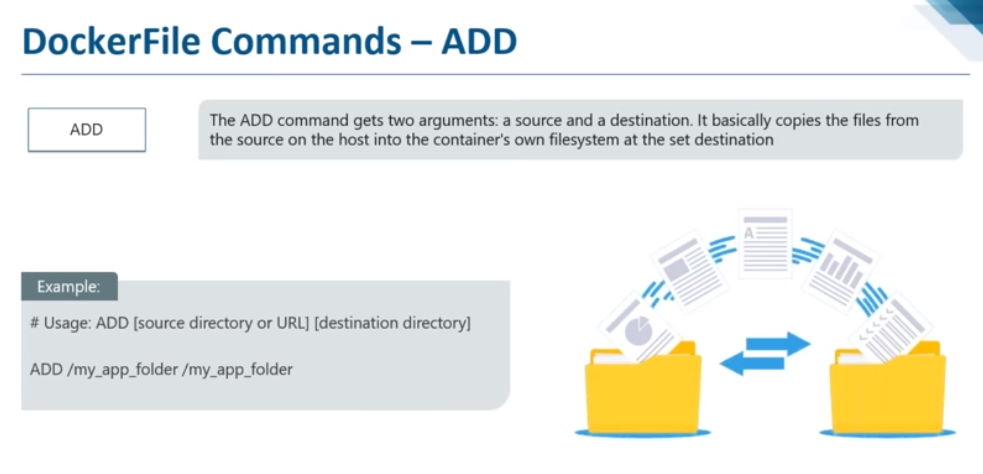 DockerFile Commands – ADD
ADD
The ADD command gets two arguments: a source and a destination. It basically copies the files from
the source on the host into the container's own filesystem at the set destination
A
Example:
# Usage: ADD [source directory or URL] [destination directory]
ADD /my_app_folder /my_app_folder